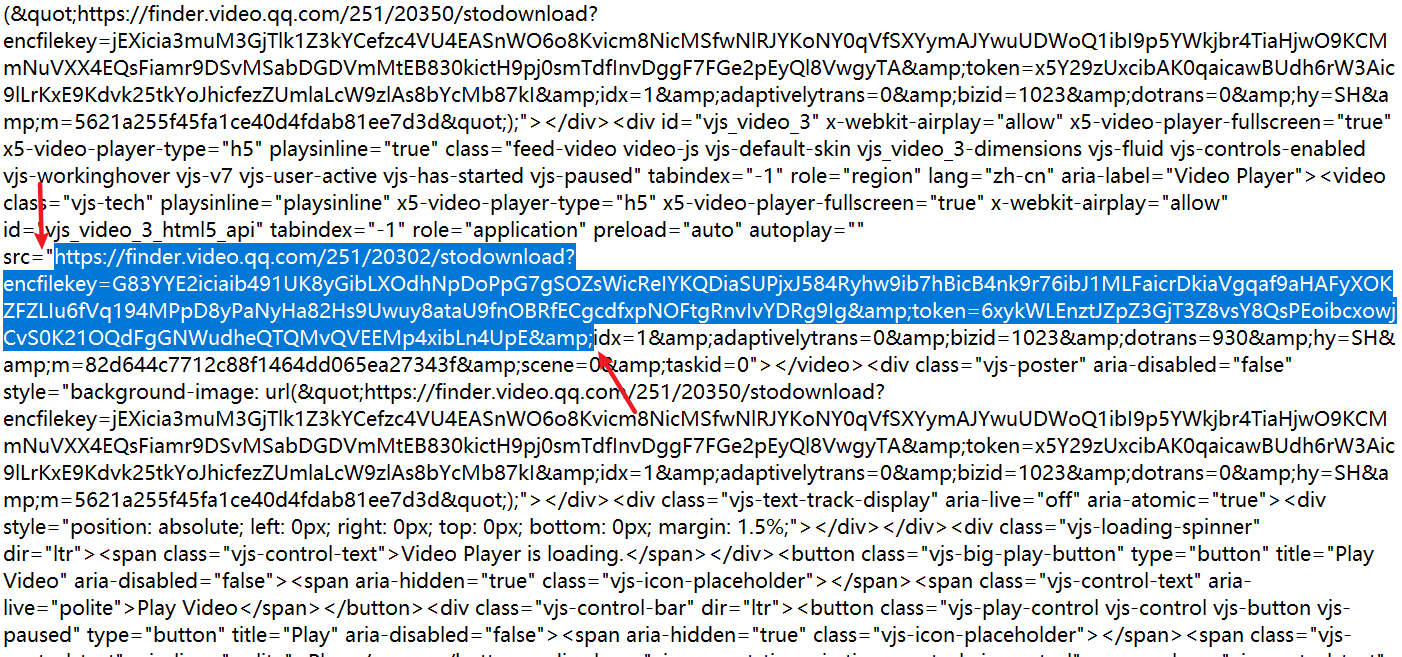 (&quot;https://finder.video.qq.com/251/20350/stodownload?
encfilekey=jEXicia3muM3GjTlk1Z3kYCefzc4VU4EASnWO6o8Kvicm8NicMSfwNlRJYKoNY0qVfSXYymAJYwuUDWoQ1ibI9p5YWkjbr4TiaHjwO9KCM
mNuVXX4EQsFiamr9DSvMSabDGDVmMtEB830kictH9pj0smTdfInvDggF7FGe2pEyQl8VwgyTA&amp;token=x5Y29zUxcibAK0qaicawBUdh6rW3Aic
9lLrKxE9Kdvk25tkYoJhicfezZUmlaLcW9zlAs8bYcMb87kI&amp;idx=1&amp;adaptivelytrans=0&amp;bizid=1023&amp;dotrans=0&amp;hy=SH&a
mp;m=5621a255f45fa1ce40d4fdab81ee7d3d&quot;);"></div><div id="vjs_video_3" x-webkit-airplay="allow" x5-video-player-fullscreen="true"
x5-video-player-type="h5" playsinline="true" class="feed-video video-js vjs-default-skin vjs_video_3-dimensions vjs-fluid vjs-controls-enabled
vjs-workinghover vjs-v7 vjs-user-active vjs-has-started vjs-paused" tabindex="-1" role="region" lang="zh-cn" aria-label="Video Player"><video
class="vjs-tech" playsinline="playsinline" x5-video-player-type="h5" x5-video-player-fullscreen="true" x-webkit-airplay="allow"
id="vjs_video_3_html5_api" tabindex="-1" role="application" preload="auto" autoplay=""
src="https://finder.video.qq.com/251/20302/stodownload?
encfilekey=G83YYE2iciaib491UK8yGibLXOdhNpDoPpG7gSOZsWicReIYKQDiaSUPjxJ584Ryhw9ib7hBicB4nk9r76ibJ1MLFaicrDkiaVgqaf9aHAFyXOK
ZFZLIu6fVq194MPpD8yPaNyHa82Hs9Uwuy8ataU9fnOBRfECgcdfxpNOFtgRnvIvYDRg9Ig&amp;token=6xykWLEnztJZpZ3GjT3Z8vsY8QsPEoibcxowj
CvS0K21OQdFgGNWudheQTQMvQVEEMp4xibLn4UpE&amp;idx=1&amp;adaptivelytrans=0&amp;bizid=1023&amp;dotrans=930&amp;hy=SH&
amp;m=82d644c7712c88f1464dd065ea27343f&amp;scene=0&amp;taskid=0"></video><div class="vjs-poster" aria-disabled="false"
style="background-image: url(&quot;https://finder.video.qq.com/251/20350/stodownload?
encfilekey=jEXicia3muM3GjTlk1Z3kYCefzc4VU4EASnWO6o8Kvicm8NicMSfwNlRJYKoNY0qVfSXYymAJYwuUDWoQ1ibI9p5YWkjbr4TiaHjwO9KCM
mNuVXX4EQsFiamr9DSvMSabDGDVmMtEB830kictH9pj0smTdfInvDggF7FGe2pEyQl8VwgyTA&amp;token=x5Y29zUxcibAK0qaicawBUdh6rW3Aic
9lLrKxE9Kdvk25tkYoJhicfezZUmlaLcW9zlAs8bYcMb87kI&amp;idx=1&amp;adaptivelytrans=0&amp;bizid=1023&amp;dotrans=0&amp;hy=SH&a
mp;m=5621a255f45fa1ce40d4fdab81ee7d3d&quot;);"></div><div class="vjs-text-track-display" aria-live="off" aria-atomic="true"><div
style="position: absolute; left: 0px; right: 0px; top: 0px; bottom: 0px; margin: 1.5%;"></div></div><div class="vjs-loading-spinner"
dir="ltr"><span class="vjs-control-text">Video Player is loading.</span></div><button class="vjs-big-play-button" type="button" title="Play
Video" aria-disabled="false"><span aria-hidden="true" class="vjs-icon-placeholder"></span><span class="vjs-control-text" aria-
live="polite">Play Video</span></button><div class="vjs-control-bar" dir="ltr"><button class="vjs-play-control vjs-control vjs-button vjs-
paused" type="button" title="Play" aria-disabled="false"><span aria-hidden="true" class="vjs-icon-placeholder"></span><span class="vjs-